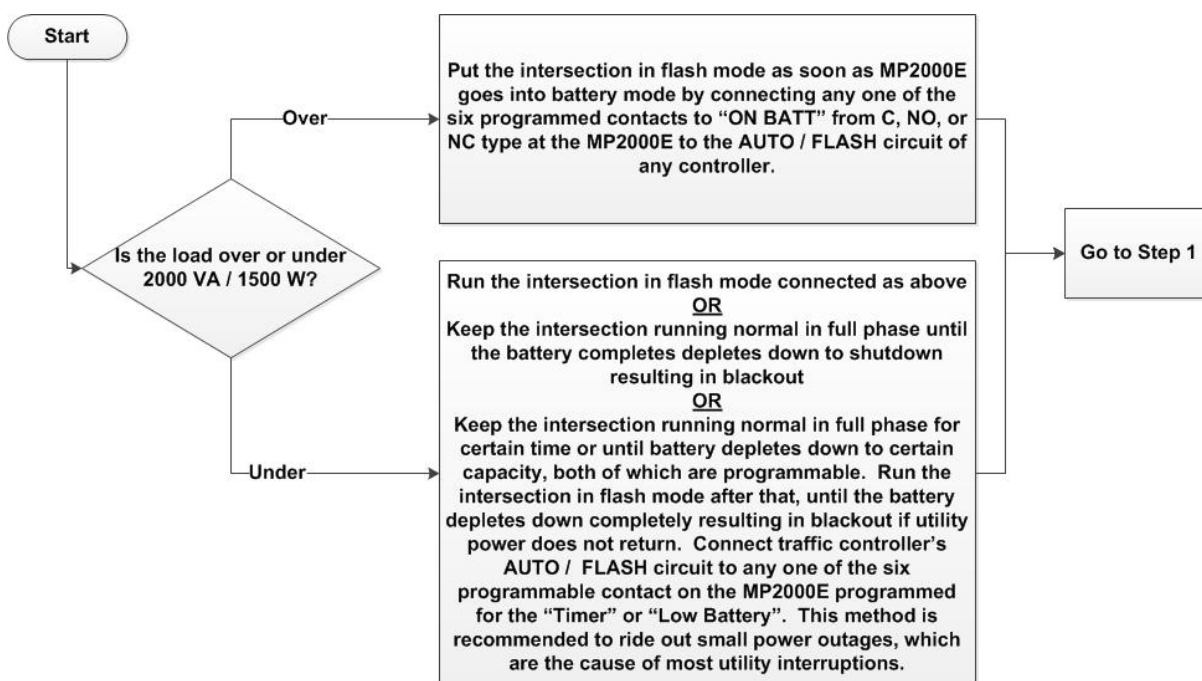 Start
Over
Put the intersection in flash mode as soon as MP2000E
goes into battery mode by connecting any one of the
six programmed contacts to “ON BATT” from C, NO, or
NC type at the MP2000E to the AUTO / FLASH circuit of
any controller.
Is the load over or under
2000 VA / 1500 W?
Go to Step 1
Under
Run the intersection in flash mode connected as above
OR
Keep the intersection running normal in full phase until
the battery completes depletes down to shutdown
resulting in blackout
OR
Keep the intersection running normal in full phase for
certain time or until battery depletes down to certain
capacity, both of which are programmable.  Run the
intersection in flash mode after that, until the battery
depletes down completely resulting in blackout if utility
power does not return.  Connect traffic controller’s
AUTO /  FLASH circuit to any one of the six
programmable contact on the MP2000E programmed
for the “Timer” or “Low Battery”.  This method is
recommended to ride out small power outages, which
are the cause of most utility interruptions.